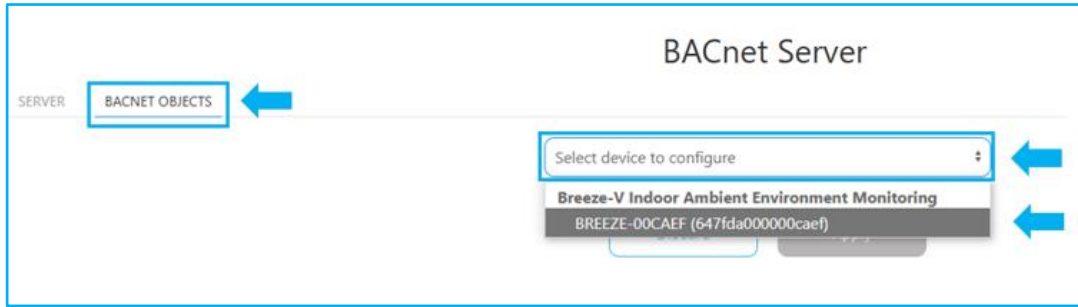 BACnet Server
SERVER BACNET OBJECTS
Select device to configure
Breeze-V Indoor Ambient Environment Monitoring
BREEZE-00CAEF (647fda000000caef)